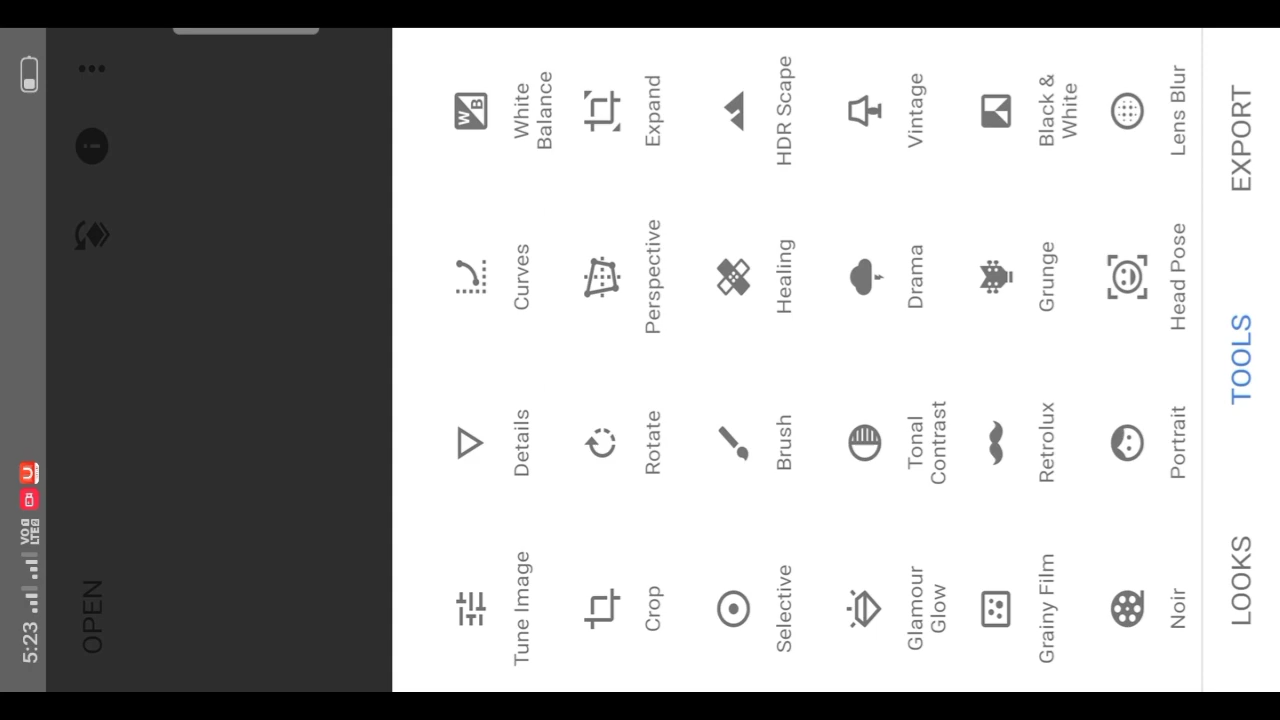 5:23
VO LTE2
OPEN
Tune Image
Details
Curves
White
Balance
Crop
Rotate
Perspective
Expand
Selective
Brush
Healing
HDR Scape
Glamour
Glow
Tonal
Contrast
Drama
Vintage
Grainy Film
Retrolux
Grunge
Black &
White
Noir
Portrait
Head Pose
Lens Blur
LOOKS
TOOLS
EXPORT